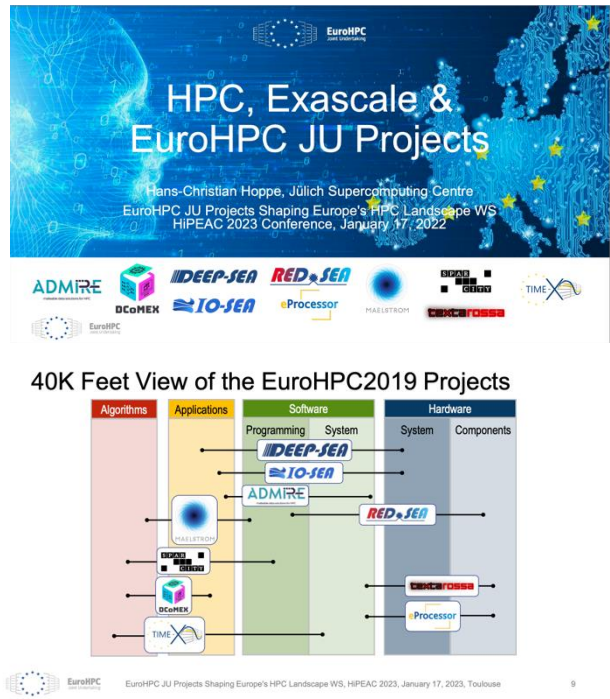 EuroHPC
Joint Undertaking
HPC, Exascale &
EuroHPC JU Projects
Hans-Christian Hoppe, Jülich Supercomputing Centre
EuroHPC JU Projects Shaping Europe's HPC Landscape WS
HiPEAC 2023 Conference, January 17, 2022
ADMIRE
DCoMEX
DEEP-SEA
IO-SEA
RED-SEA
eProcessor
MAELSTROM
SPAR
CITY
textarossa
TIME-X
EuroHPC
40K Feet View of the EuroHPC2019 Projects
Algorithms Applications Software Hardware
Programming System System Components
DEEP-SEA
IO-SEA
ADMIRE
RED-SEA
MAELSTROM
SPAR
CITY
textarossa
DCoMEX
eProcessor
TIME-X
EuroHPC
EuroHPC JU Projects Shaping Europe's HPC Landscape WS, HiPEAC 2023, January 17, 2023, Toulouse 9